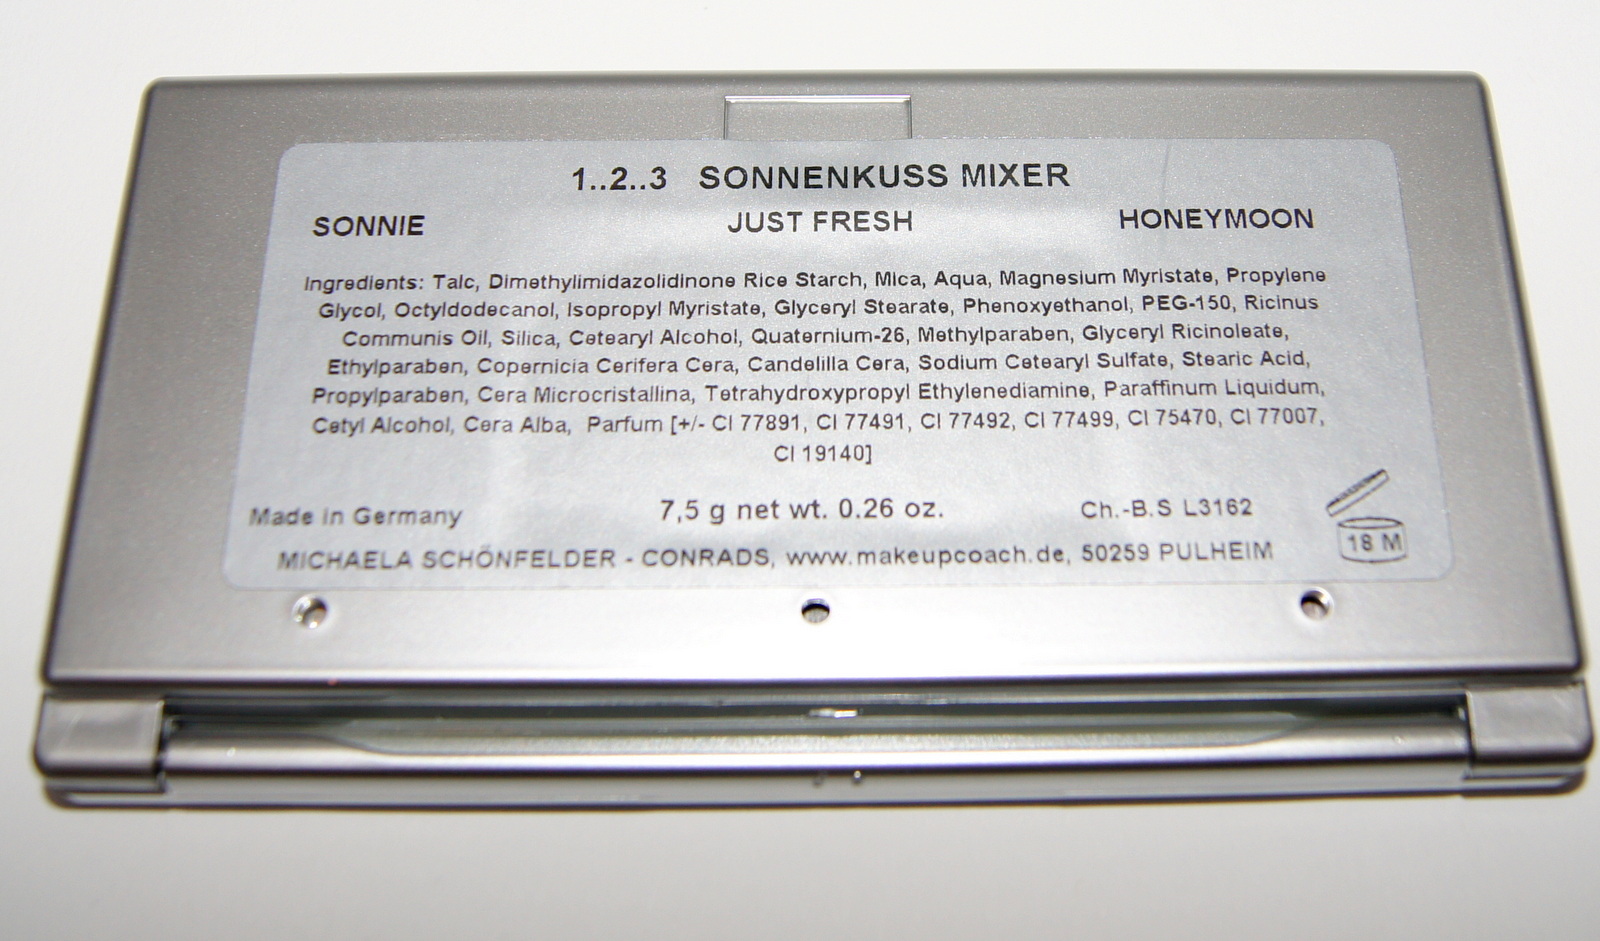 1..2..3 SONNENKUSS MIXER
SONNIE JUST FRESH HONEYMOON
Ingredients: Talc, Dimethylimidazolidinone Rice Starch, Mica, Aqua, Magnesium Myristate, Propylene
Glycol, Octyldodecanol, Isopropyl Myristate, Glyceryl Stearate, Phenoxyethanol, PEG-150, Ricinus
Communis Oil, Silica, Cetearyl Alcohol, Quaternium-26, Methylparaben, Glyceryl Ricinoleate,
Ethylparaben, Copernicia Cerifera Cera, Candelilla Cera, Sodium Cetearyl Sulfate, Stearic Acid,
Propylparaben, Cera Microcristallina, Tetrahydroxypropyl Ethylenediamine, Paraffinum Liquidum,
Cetyl Alcohol, Cera Alba, Parfum [+/- CI 77891, CI 77491, CI 77492, CI 77499, CI 75470, CI 77007,
CI 19140]
Made in Germany 7,5 g net wt. 0.26 oz. Ch.-B.S L3162
18 M
MICHAELA SCHÖNFELDER - CONRADS, www.makeupcoach.de, 50259 PULHEIM